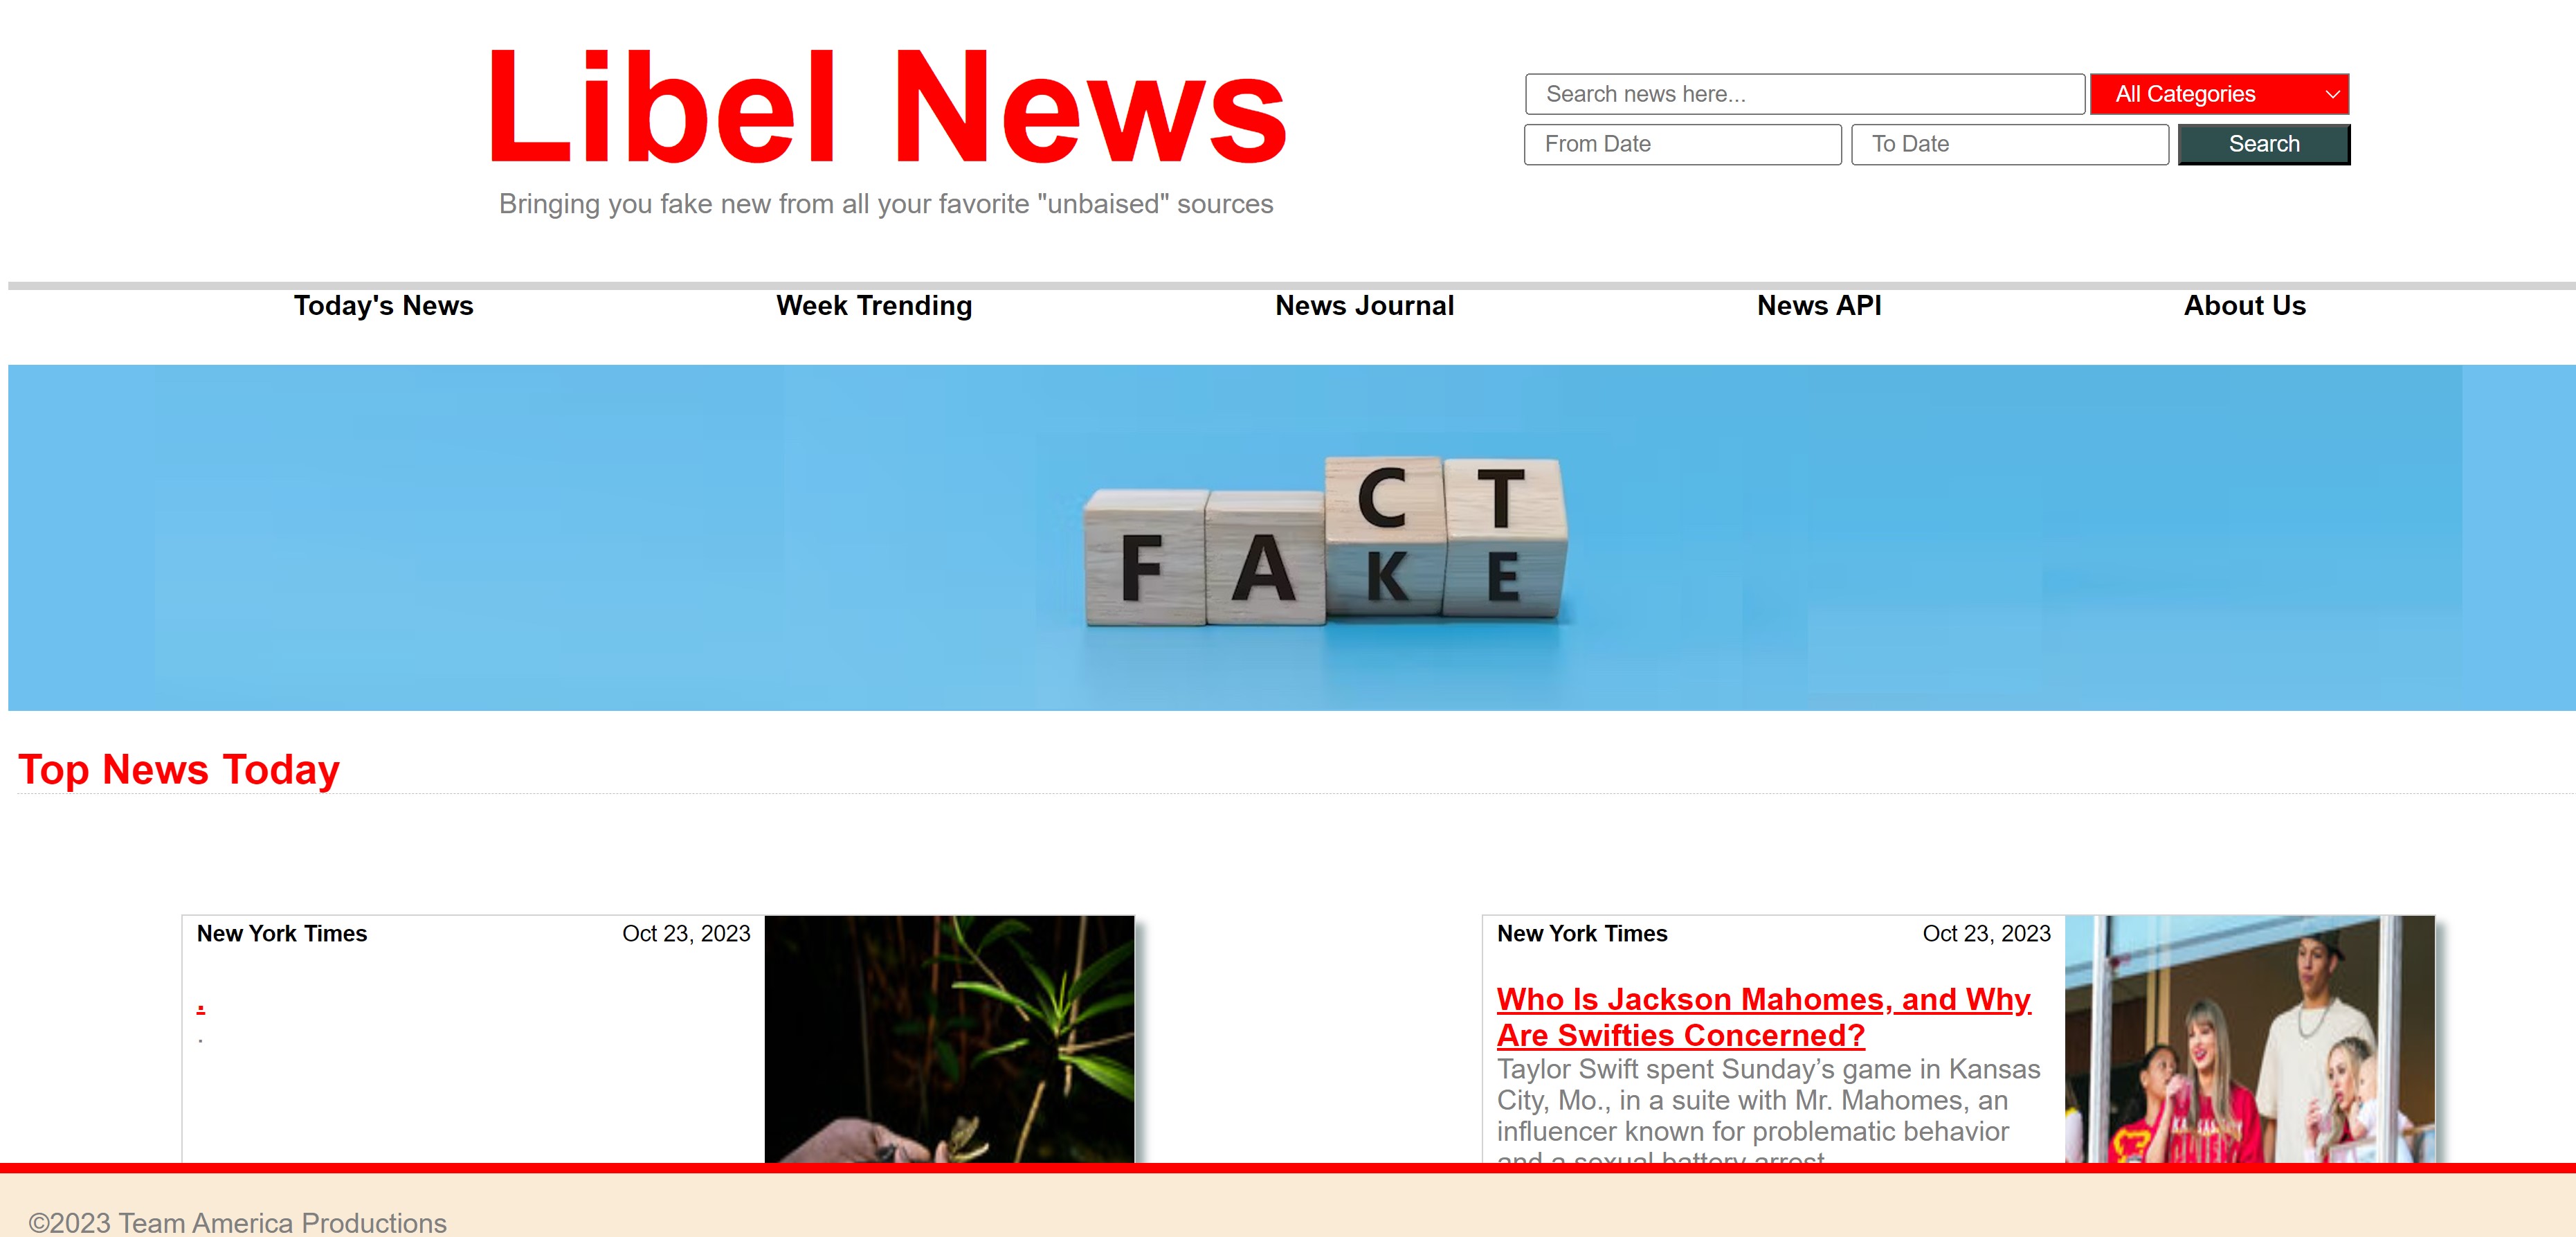 Libel News
Bringing you fake new from all your favorite "unbaised" sources
Search news here...
All Categories
From Date
To Date
Search
Today's News
Week Trending
News Journal
News API
About Us
C T
F A K E
Top News Today
New York Times
Oct 23, 2023
.
.
New York Times
Oct 23, 2023
Who Is Jackson Mahomes, and Why
Are Swifties Concerned?
Taylor Swift spent Sunday’s game in Kansas
City, Mo., in a suite with Mr. Mahomes, an
influencer known for problematic behavior
and a sexual battery arrest.
©2023 Team America Productions